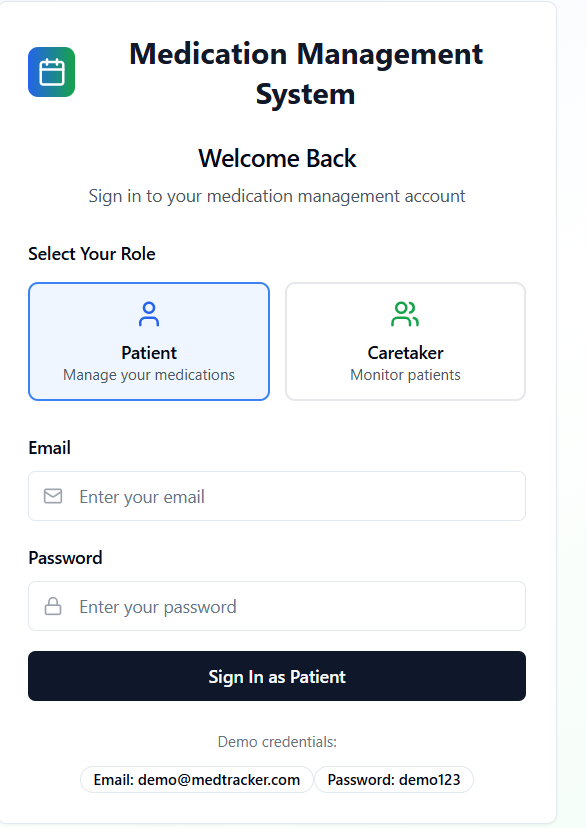 Medication Management
System
Welcome Back
Sign in to your medication management account
Select Your Role
Patient
Manage your medications
Caretaker
Monitor patients
Email
Enter your email
Password
Enter your password
Sign In as Patient
Demo credentials:
Email: demo@medtracker.com Password: demo123